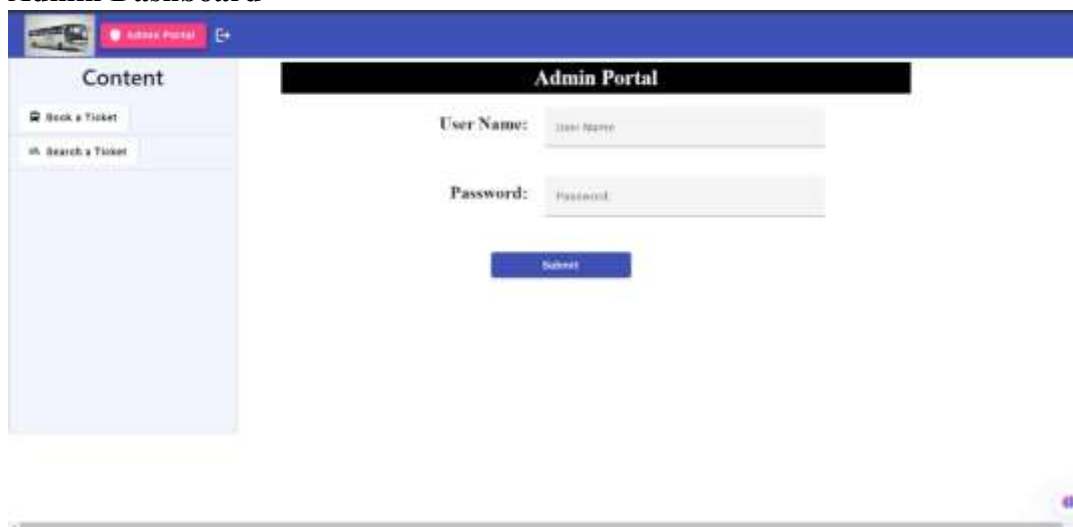 Admin Dashboard
Admin Portal
Content
Admin Portal
Book a Ticket
User Name:
User Name
Search a Ticket
Password:
Password
Submit